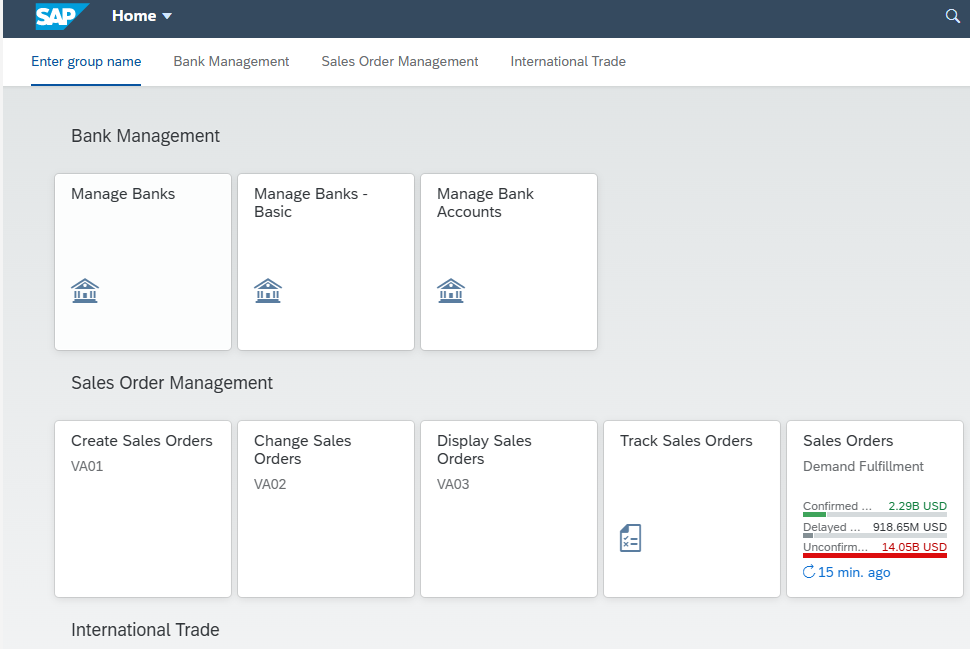 SAP Home
Enter group name Bank Management Sales Order Management International Trade
Bank Management
Manage Banks
Manage Banks -
Basic
Manage Bank
Accounts
Sales Order Management
Create Sales Orders
VA01
Change Sales
Orders
VA02
Display Sales
Orders
VA03
Track Sales Orders
Sales Orders
Demand Fulfillment
Confirmed ... 2.29B USD
Delayed ... 918.65M USD
Unconfirm... 14.05B USD
15 min. ago
International Trade